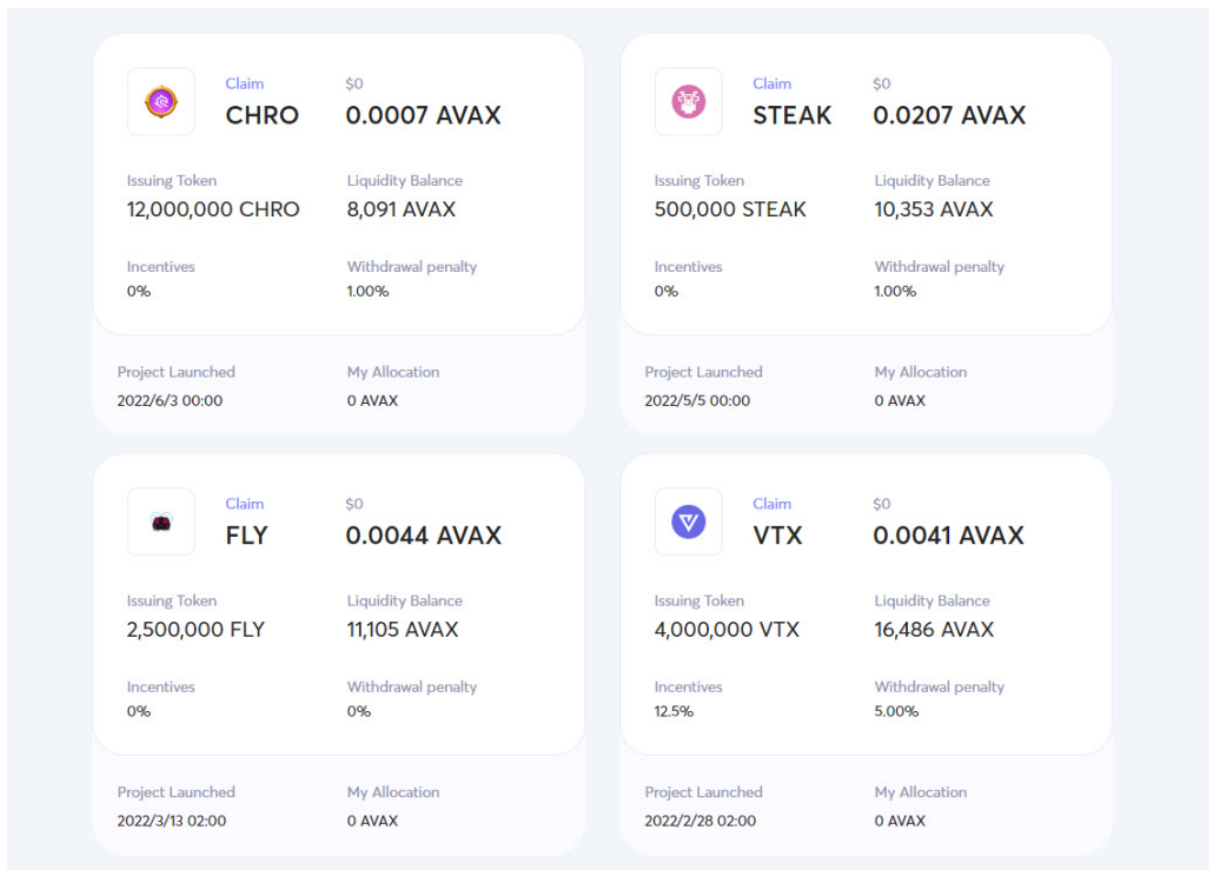 Claim $0
CHRO 0.0007 AVAX
Issuing Token Liquidity Balance
12,000,000 CHRO 8,091 AVAX
Incentives Withdrawal penalty
0% 1.00%
Project Launched My Allocation
2022/6/3 00:00 0 AVAX
Claim $0
STEAK 0.0207 AVAX
Issuing Token Liquidity Balance
500,000 STEAK 10,353 AVAX
Incentives Withdrawal penalty
0% 1.00%
Project Launched My Allocation
2022/5/5 00:00 0 AVAX
Claim $0
FLY 0.0044 AVAX
Issuing Token Liquidity Balance
2,500,000 FLY 11,105 AVAX
Incentives Withdrawal penalty
0% 0%
Project Launched My Allocation
2022/3/13 02:00 0 AVAX
Claim $0
VTX 0.0041 AVAX
Issuing Token Liquidity Balance
4,000,000 VTX 16,486 AVAX
Incentives Withdrawal penalty
12.5% 5.00%
Project Launched My Allocation
2022/2/28 02:00 0 AVAX